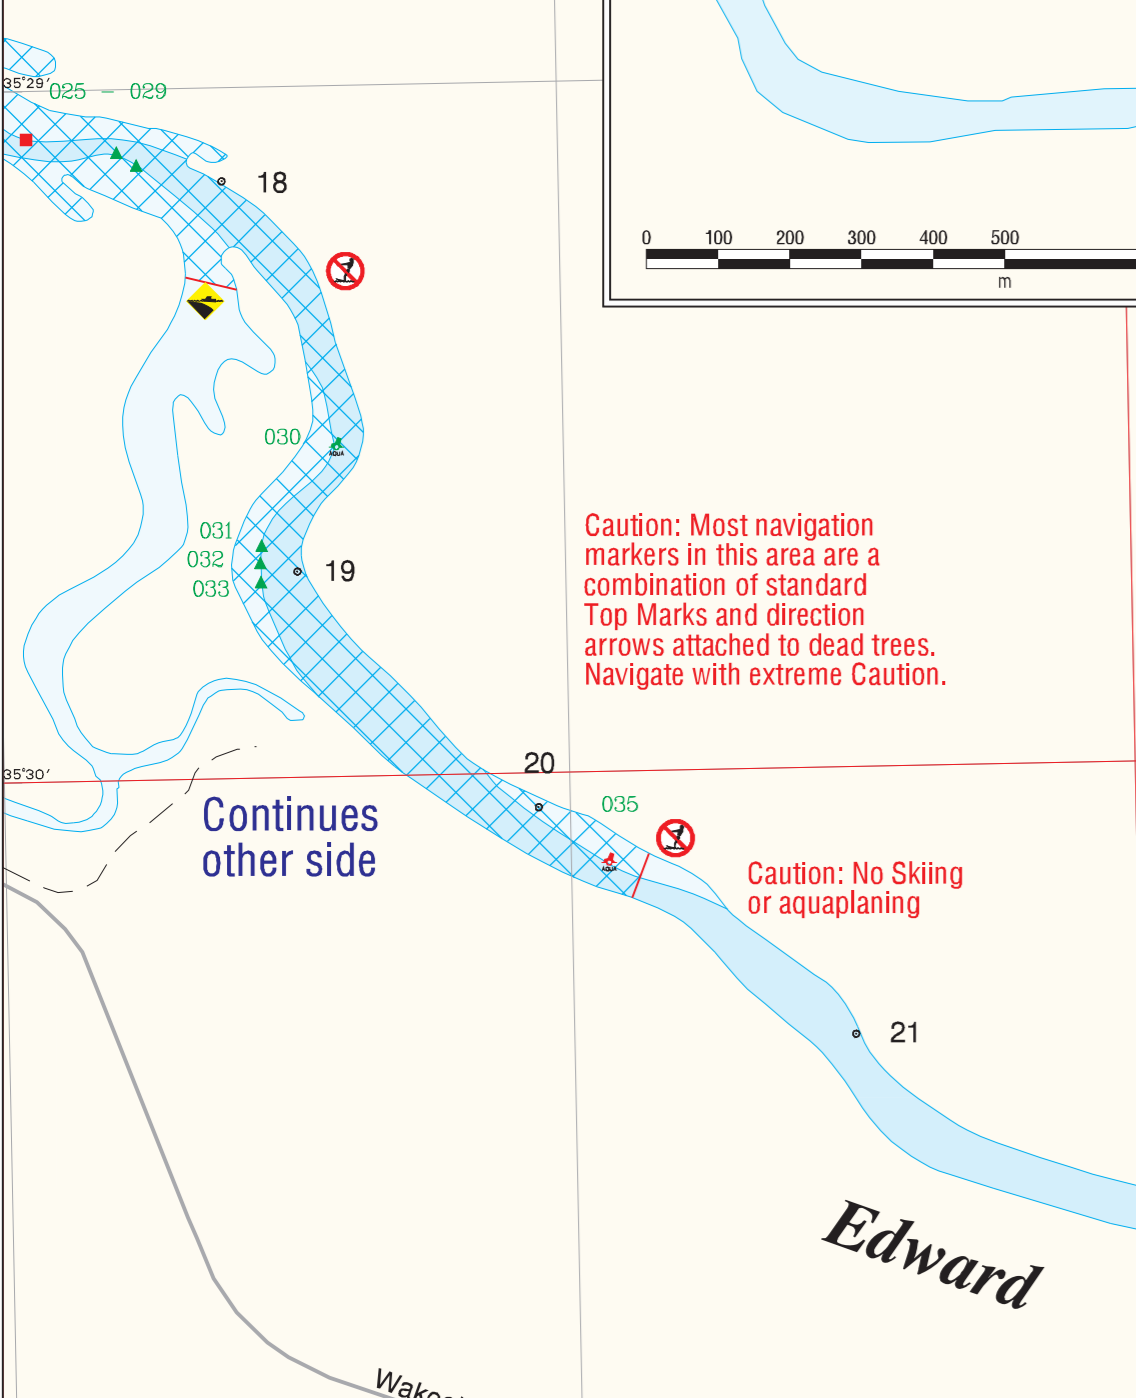 35°29'
025 - 029
18
0 100 200 300 400 500
m
030
AQUA
031
032
033
19
Caution: Most navigation
markers in this area are a
combination of standard
Top Marks and direction
arrows attached to dead trees.
Navigate with extreme Caution.
35°30'
20
035
AQUA
Continues
other side
Caution: No Skiing
or aquaplaning
21
Edward